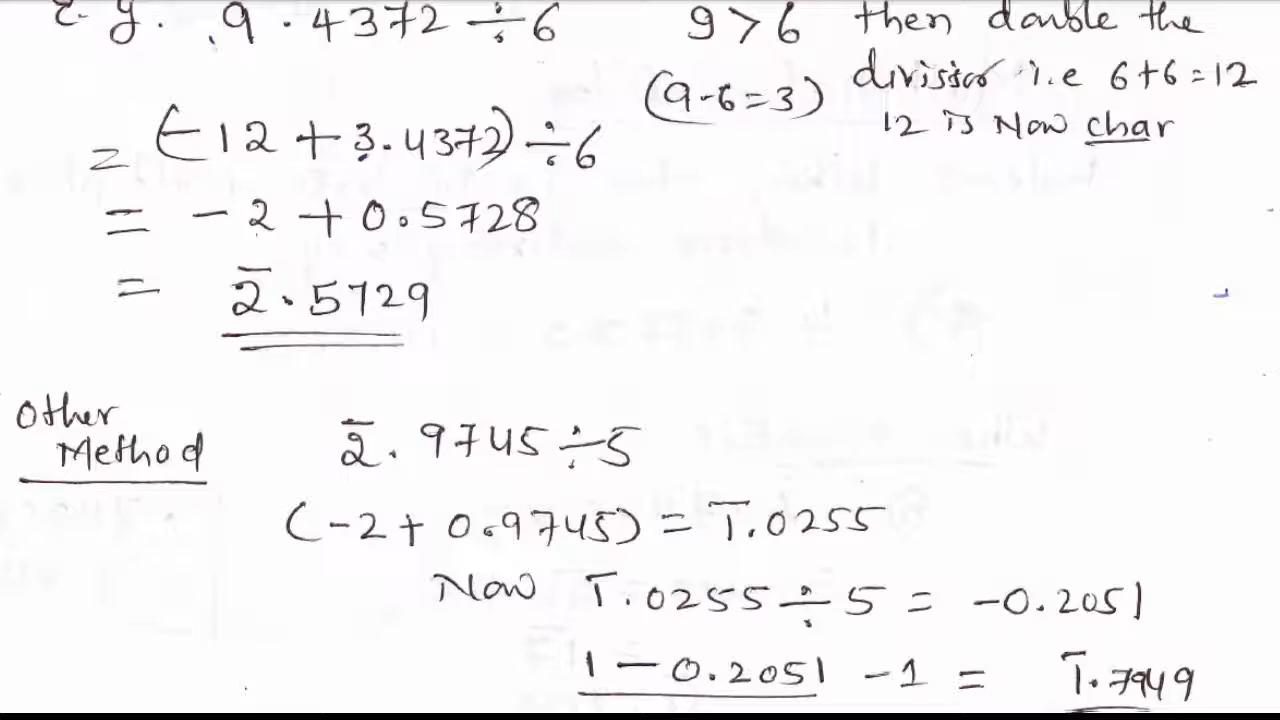 E.g. 9.4372 ÷ 6 9 > 6 then double the
(9-6=3) divisor i.e 6+6=12
12 is Now char
= (-12 + 3.4372) ÷ 6
= -2 + 0.5728
= 2̅.5729
Other
Method
2̅.9745 ÷ 5
(-2 + 0.9745) = 1̅.0255
Now 1̅.0255 ÷ 5 = -0.2051
1 - 0.2051 - 1 = 1̅.7949